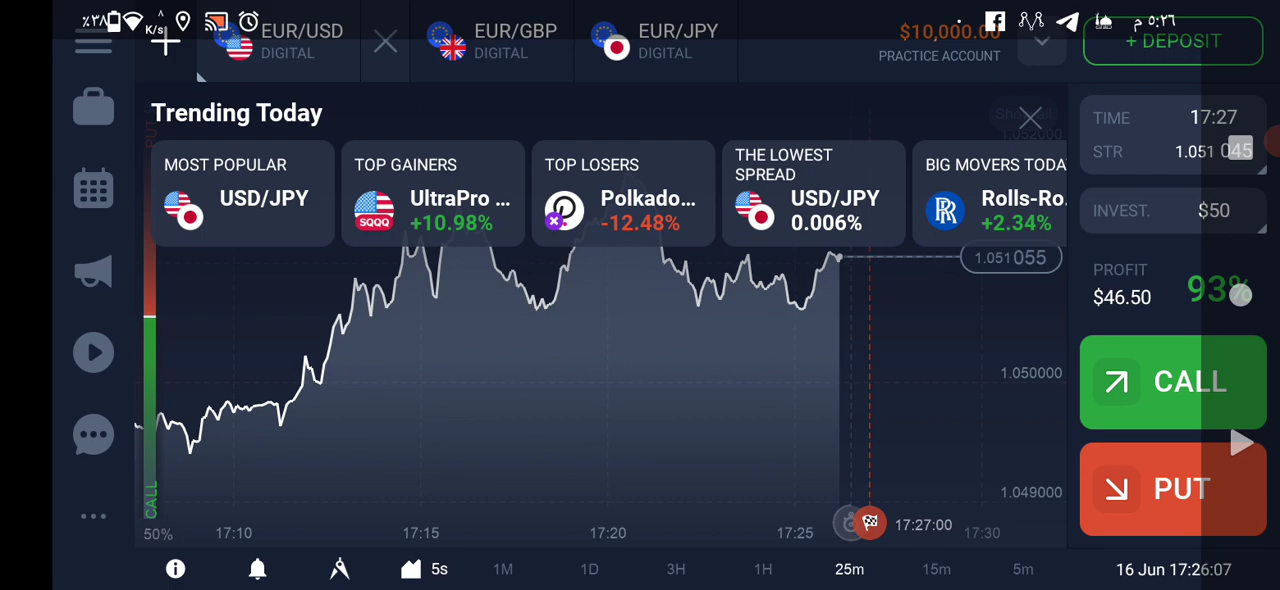 ٪٣٨
٨
K/s
٥:٢٦ م
EUR/USD
DIGITAL
EUR/GBP
DIGITAL
EUR/JPY
DIGITAL
$10,000.00
PRACTICE ACCOUNT
+ DEPOSIT
Trending Today
MOST POPULAR
USD/JPY
TOP GAINERS
UltraPro ...
+10.98%
SQQQ
TOP LOSERS
Polkado...
-12.48%
THE LOWEST
SPREAD
USD/JPY
0.006%
BIG MOVERS TODA
Rolls-Ro.
+2.34%
PUT
CALL
50%
1.052000
1.051055
1.050000
1.049000
17:10
17:15
17:20
17:25
17:27:00
17:30
TIME 17:27
STR 1.051 045
INVEST. $50
PROFIT
$46.50
93%
CALL
PUT
5s
1M
1D
3H
1H
25m
15m
5m
16 Jun 17:26:07